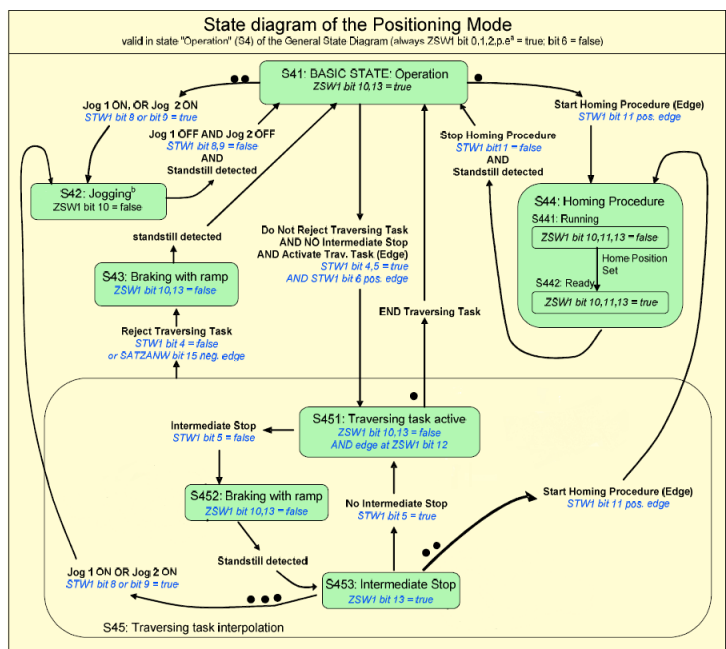 State diagram of the Positioning Mode
valid in state "Operation" (S4) of the General State Diagram (always ZSW1 bit 0,1,2.p.eª = true; bit 6 = false)
S41: BASIC STATE: Operation
ZSW1 bit 10,13 = true
Jog 1 ON, OR Jog 2 ON
STW1 bit 8 or bit 9 = true
Jog 1 OFF AND Jog 2 OFF
STW1 bit 8,9 = false
AND
Standstill detected
S42: Joggingᵇ
ZSW1 bit 10 = false
Start Homing Procedure (Edge)
STW1 bit 11 pos. edge
Stop Homing Procedure
STW1 bit11 = false
AND
Standstill detected
S44: Homing Procedure
S441: Running
ZSW1 bit 10,11,13 = false
Home Position
Set
S442: Ready
ZSW1 bit 10,11,13 = true
standstill detected
S43: Braking with ramp
ZSW1 bit 10,13 = false
Reject Traversing Task
STW1 bit 4 = false
or SATZANW bit 15 neg. edge
Do Not Reject Traversing Task
AND NO Intermediate Stop
AND Activate Trav. Task (Edge)
STW1 bit 4,5 = true
AND STW1 bit 6 pos. edge
END Traversing Task
S451: Traversing task active
ZSW1 bit 10,13 = false
AND edge at ZSW1 bit 12
Intermediate Stop
STW1 bit 5 = false
S452: Braking with ramp
ZSW1 bit 10,13 = false
No Intermediate Stop
STW1 bit 5 = true
Start Homing Procedure (Edge)
STW1 bit 11 pos. edge
Standstill detected
Jog 1 ON OR Jog 2 ON
STW1 bit 8 or bit 9 = true
S453: Intermediate Stop
ZSW1 bit 13 = true
S45: Traversing task interpolation